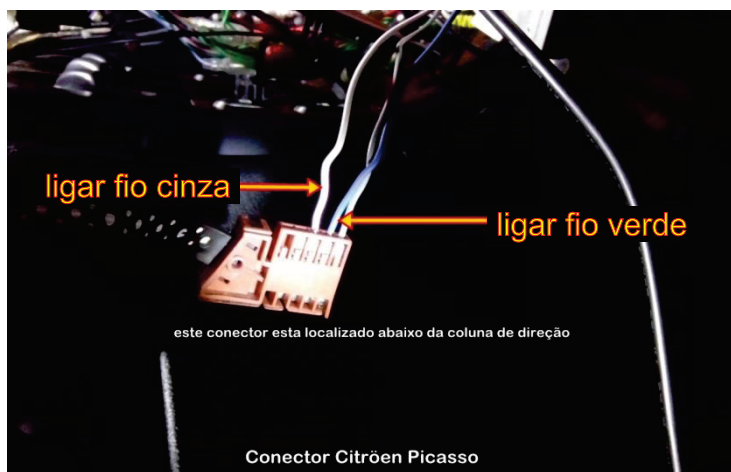 ligar fio cinza
ligar fio verde
este conector esta localizado abaixo da coluna de direção
Conector Citröen Picasso